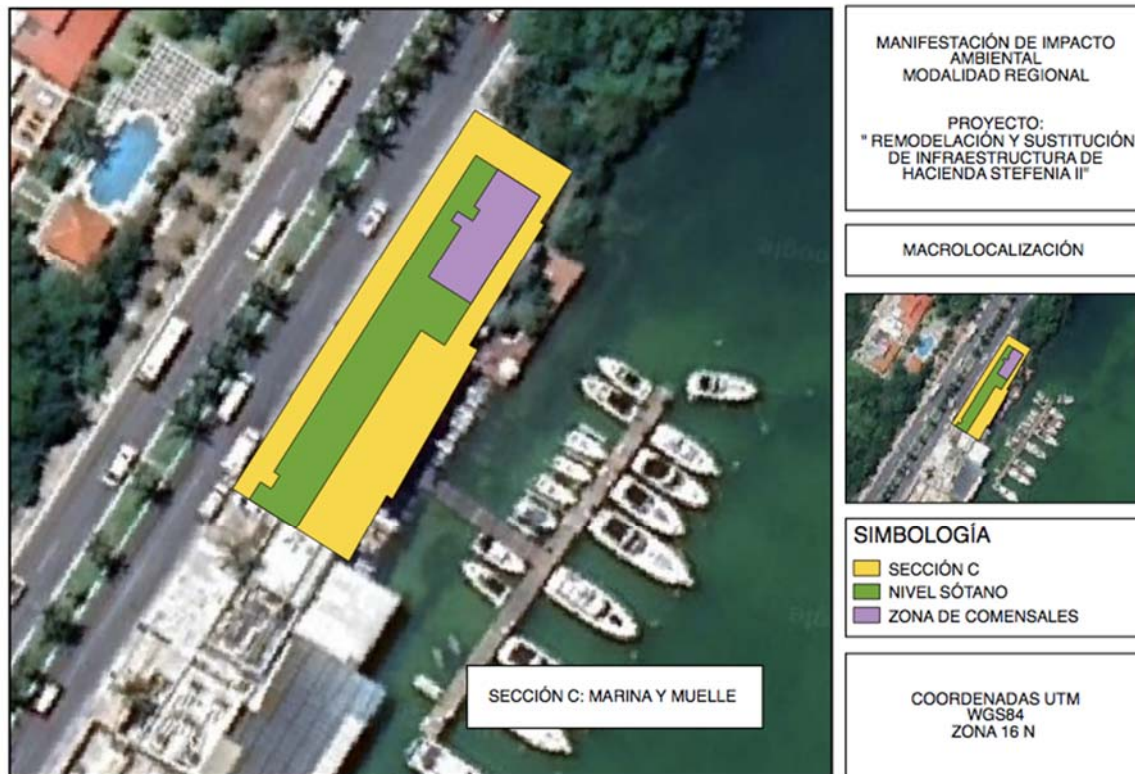 MANIFESTACIÓN DE IMPACTO
AMBIENTAL
MODALIDAD REGIONAL
PROYECTO:
" REMODELACIÓN Y SUSTITUCIÓN
DE INFRAESTRUCTURA DE
HACIENDA STEFENIA II"
MACROLOCALIZACIÓN
SIMBOLOGÍA
SECCIÓN C
NIVEL SÓTANO
ZONA DE COMENSALES
SECCIÓN C: MARINA Y MUELLE
COORDENADAS UTM
WGS84
ZONA 16 N